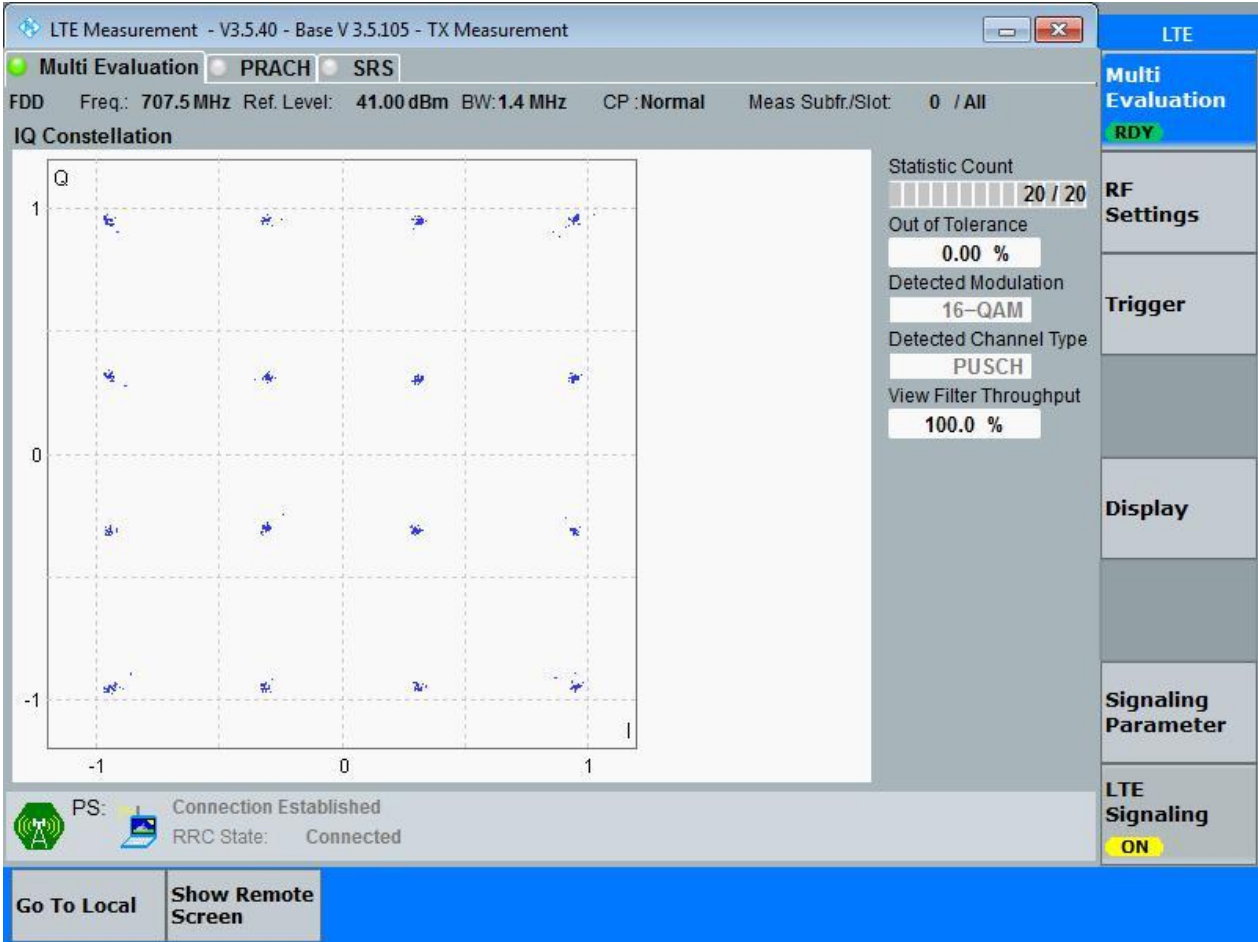 LTE Measurement - V3.5.40 - Base V 3.5.105 - TX Measurement
LTE
Multi Evaluation PRACH SRS
Multi
Evaluation
RDY
FDD Freq.: 707.5 MHz Ref. Level: 41.00 dBm BW: 1.4 MHz CP : Normal Meas Subfr./Slot: 0 / All
IQ Constellation
Q
1
0
-1
I
-1 0 1
Statistic Count
20 / 20
Out of Tolerance
0.00 %
Detected Modulation
16-QAM
Detected Channel Type
PUSCH
View Filter Throughput
100.0 %
RF
Settings
Trigger
Display
Signaling
Parameter
LTE
Signaling
ON
PS: Connection Established
RRC State: Connected
Go To Local
Show Remote
Screen